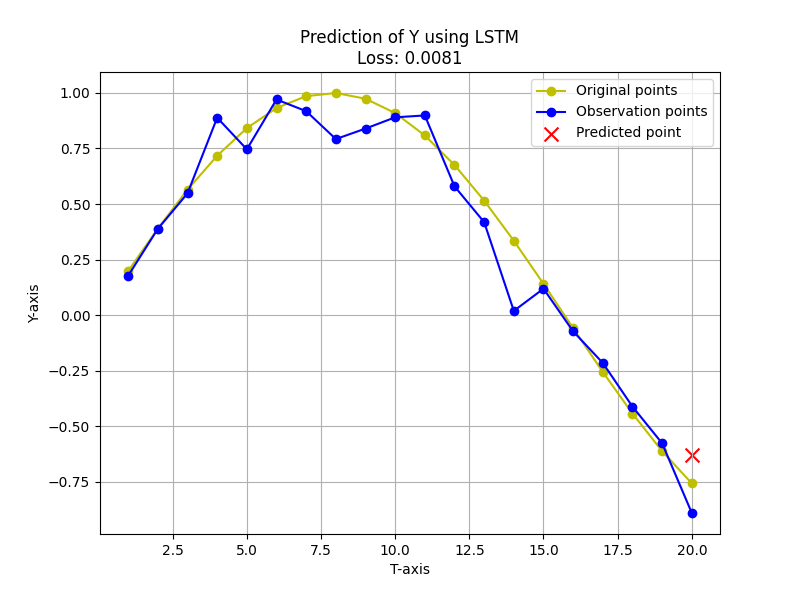 Prediction of Y using LSTM
Loss: 0.0081
Original points
Observation points
Predicted point
1.00
0.75
0.50
0.25
0.00
−0.25
−0.50
−0.75
Y-axis
2.5 5.0 7.5 10.0 12.5 15.0 17.5 20.0
T-axis